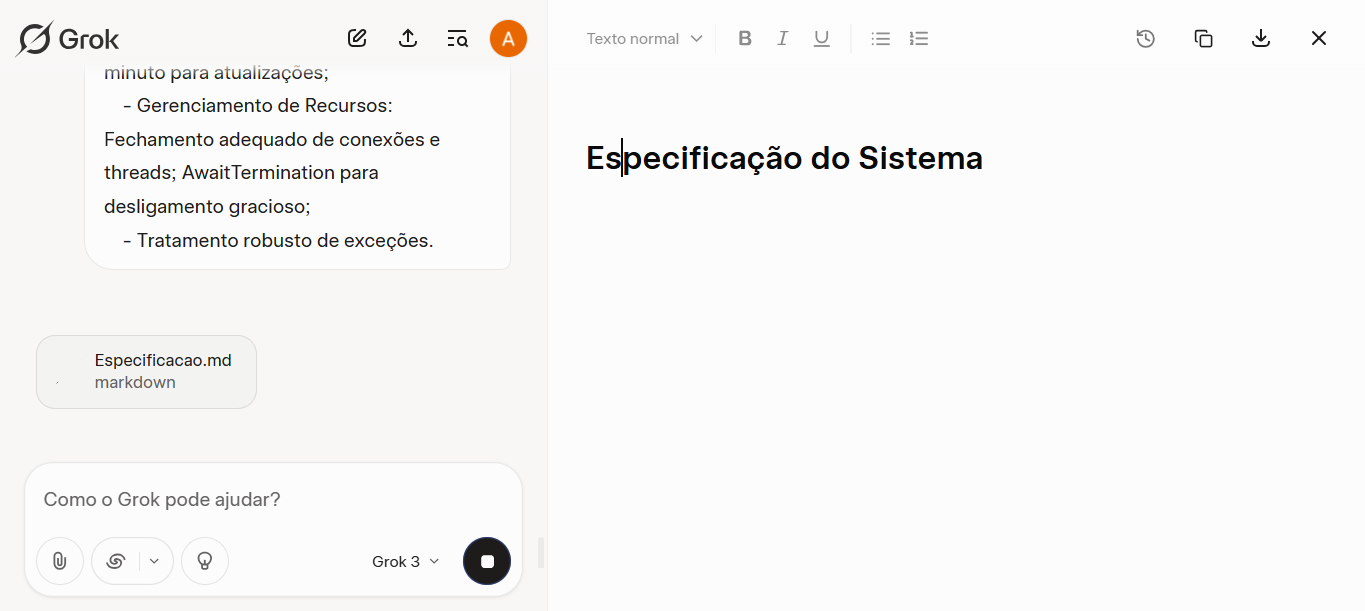 Grok
A
minuto para atualizações;
- Gerenciamento de Recursos:
Fechamento adequado de conexões e
threads; AwaitTermination para
desligamento gracioso;
- Tratamento robusto de exceções.
Especificacao.md
markdown
Como o Grok pode ajudar?
Grok 3
Texto normal
B I U
Especificação do Sistema